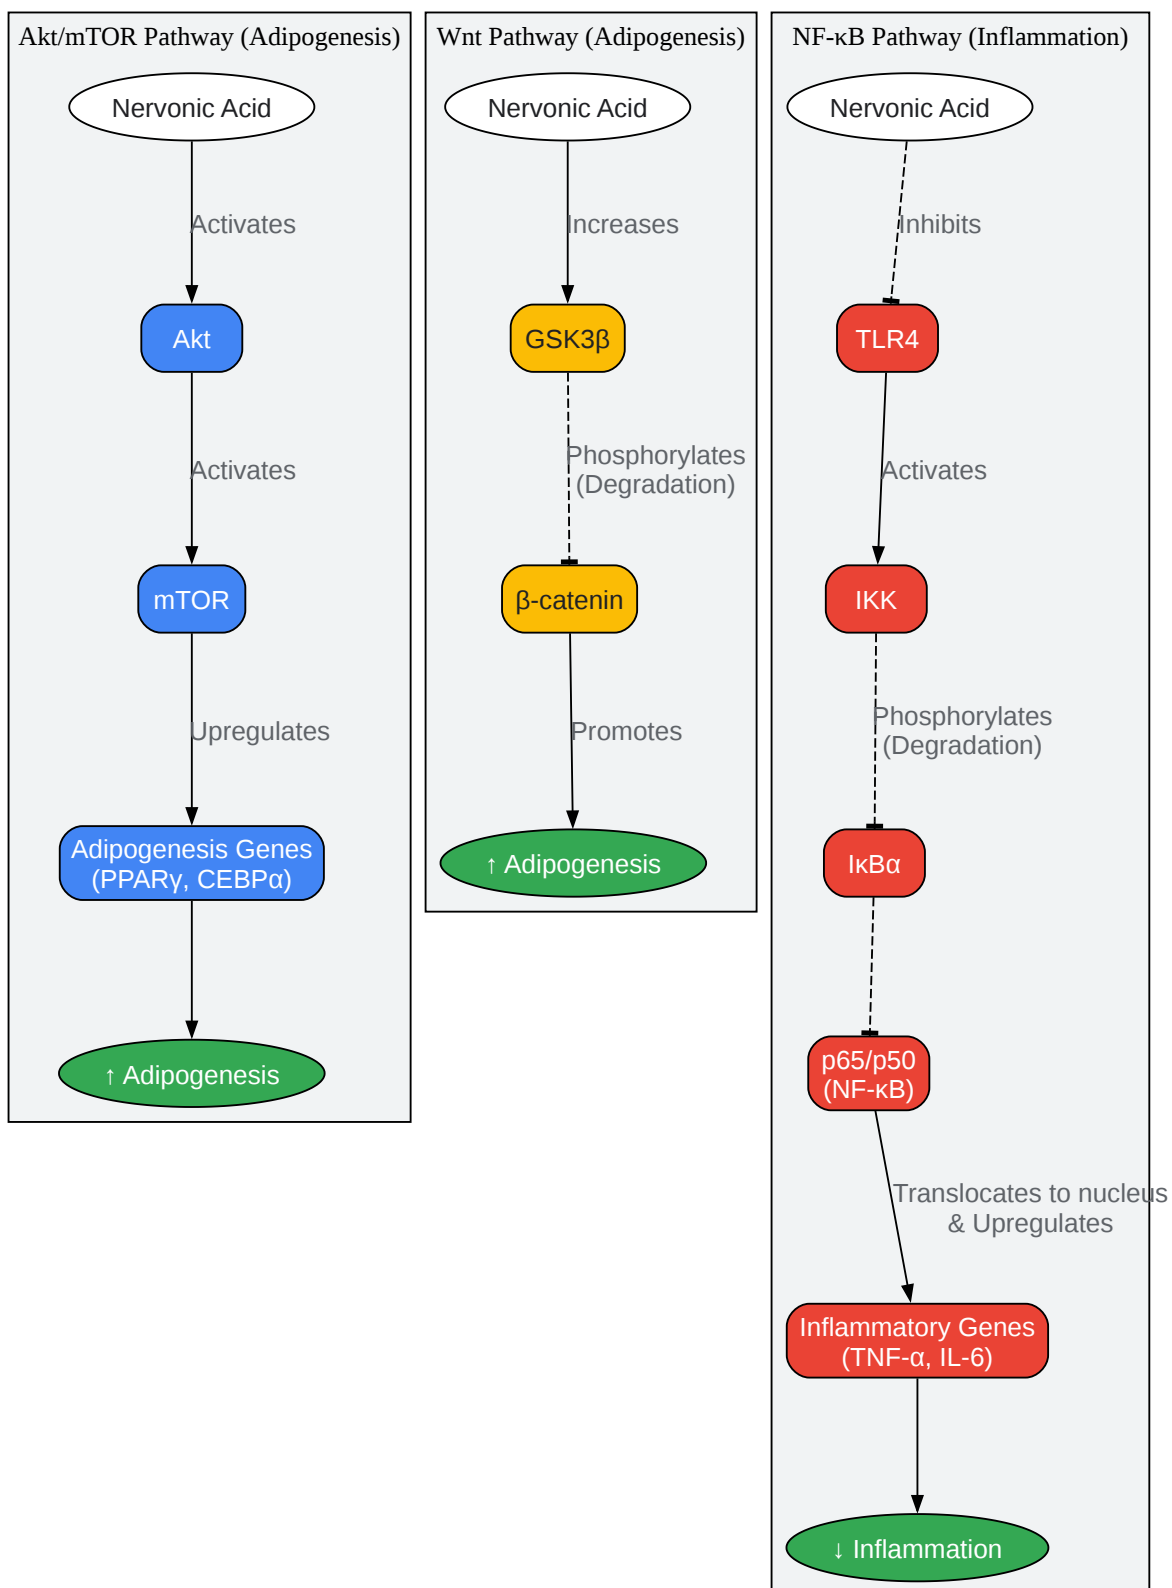 Akt/mTOR Pathway (Adipogenesis)
Nervonic Acid
Activates
Akt
Activates
mTOR
Upregulates
Adipogenesis Genes
(PPARγ, CEBPα)
↑ Adipogenesis
Wnt Pathway (Adipogenesis)
Nervonic Acid
Increases
GSK3β
Phosphorylates
(Degradation)
β-catenin
Promotes
↑ Adipogenesis
NF-κB Pathway (Inflammation)
Nervonic Acid
Inhibits
TLR4
Activates
IKK
Phosphorylates
(Degradation)
IκBα
p65/p50
(NF-κB)
Translocates to nucleus
& Upregulates
Inflammatory Genes
(TNF-α, IL-6)
↓ Inflammation